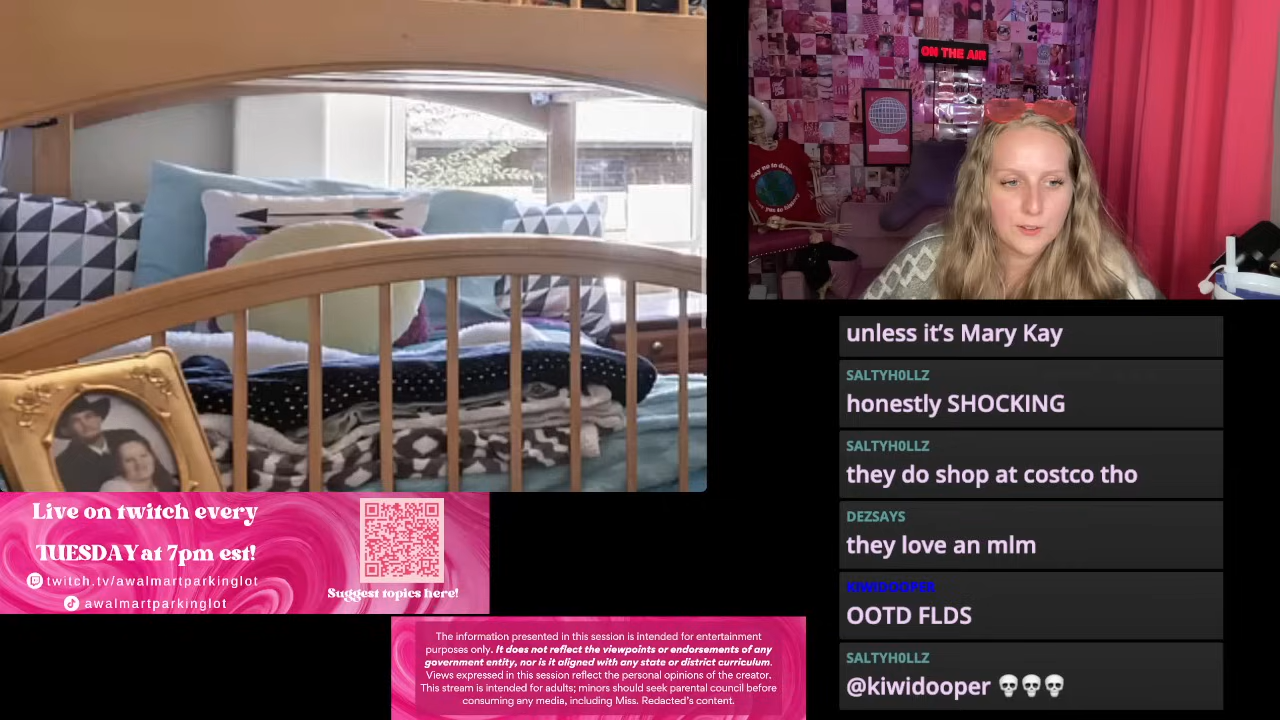 ON THE AIR
Say no to drugs
unless it’s Mary Kay
SALTYH0LLZ
honestly SHOCKING
SALTYH0LLZ
they do shop at costco tho
DEZSAYS
they love an mlm
KIWIDOOPER
OOTD FLDS
SALTYH0LLZ
@kiwidooper 💀💀💀
Live on twitch every
TUESDAY at 7pm est!
twitch.tv/awalmartparkinglot
awalmartparkinglot
Suggest topics here!
The information presented in this session is intended for entertainment
purposes only. It does not reflect the viewpoints or endorsements of any
government entity, nor is it aligned with any state or district curriculum.
Views expressed in this session reflect the personal opinions of the creator.
This stream is intended for adults; minors should seek parental council before
consuming any media, including Miss. Redacted's content.